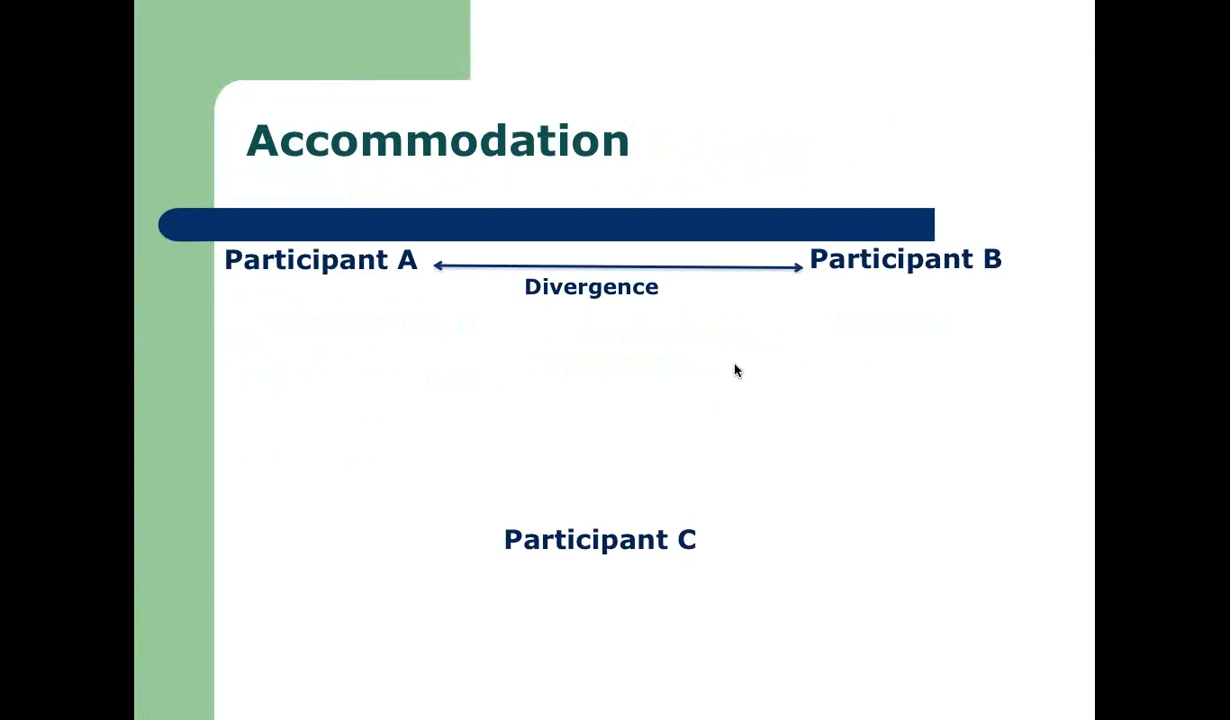 Accommodation
Participant A
Participant B
Divergence
Participant C